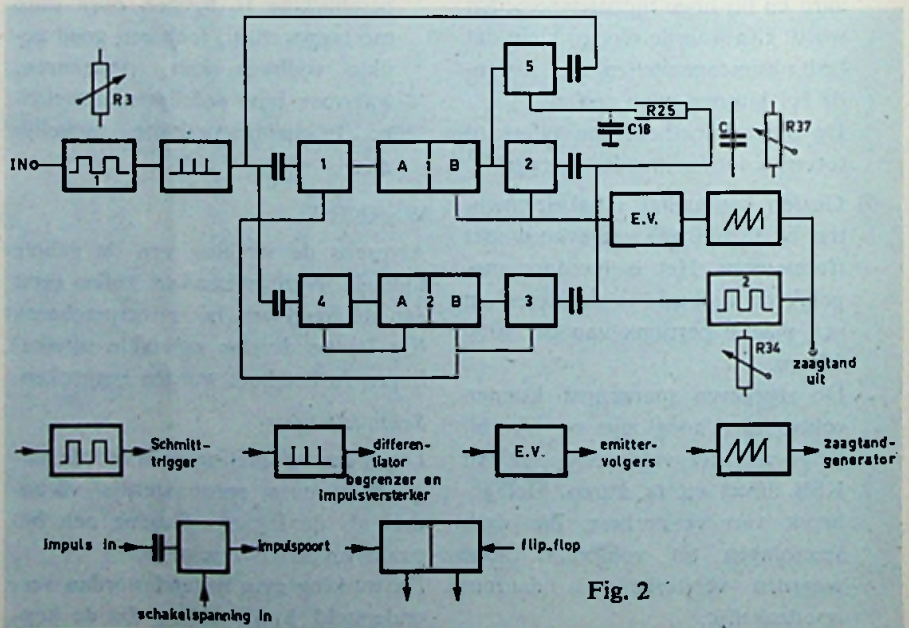 R3
IN
1
5
R25
C18
C
R37
1
A 1 B
2
E.V.
4
A 2 B
3
2
R34
zaagtand
uit
Schmitt-
trigger
differen-
tiator
begrenzer en
impulsversterker
E.V.
emitter-
volgers
zaagtand-
generator
impuls in
impulspoort
flip-flop
schakelspanning in
Fig. 2